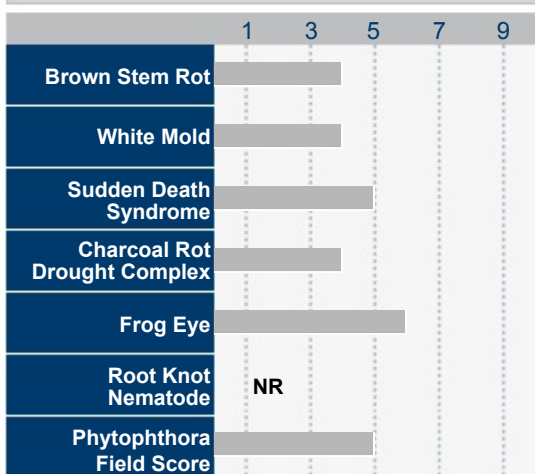 1 3 5 7 9
Brown Stem Rot
White Mold
Sudden Death
Syndrome
Charcoal Rot
Drought Complex
Frog Eye
Root Knot
Nematode
NR
Phytophthora
Field Score